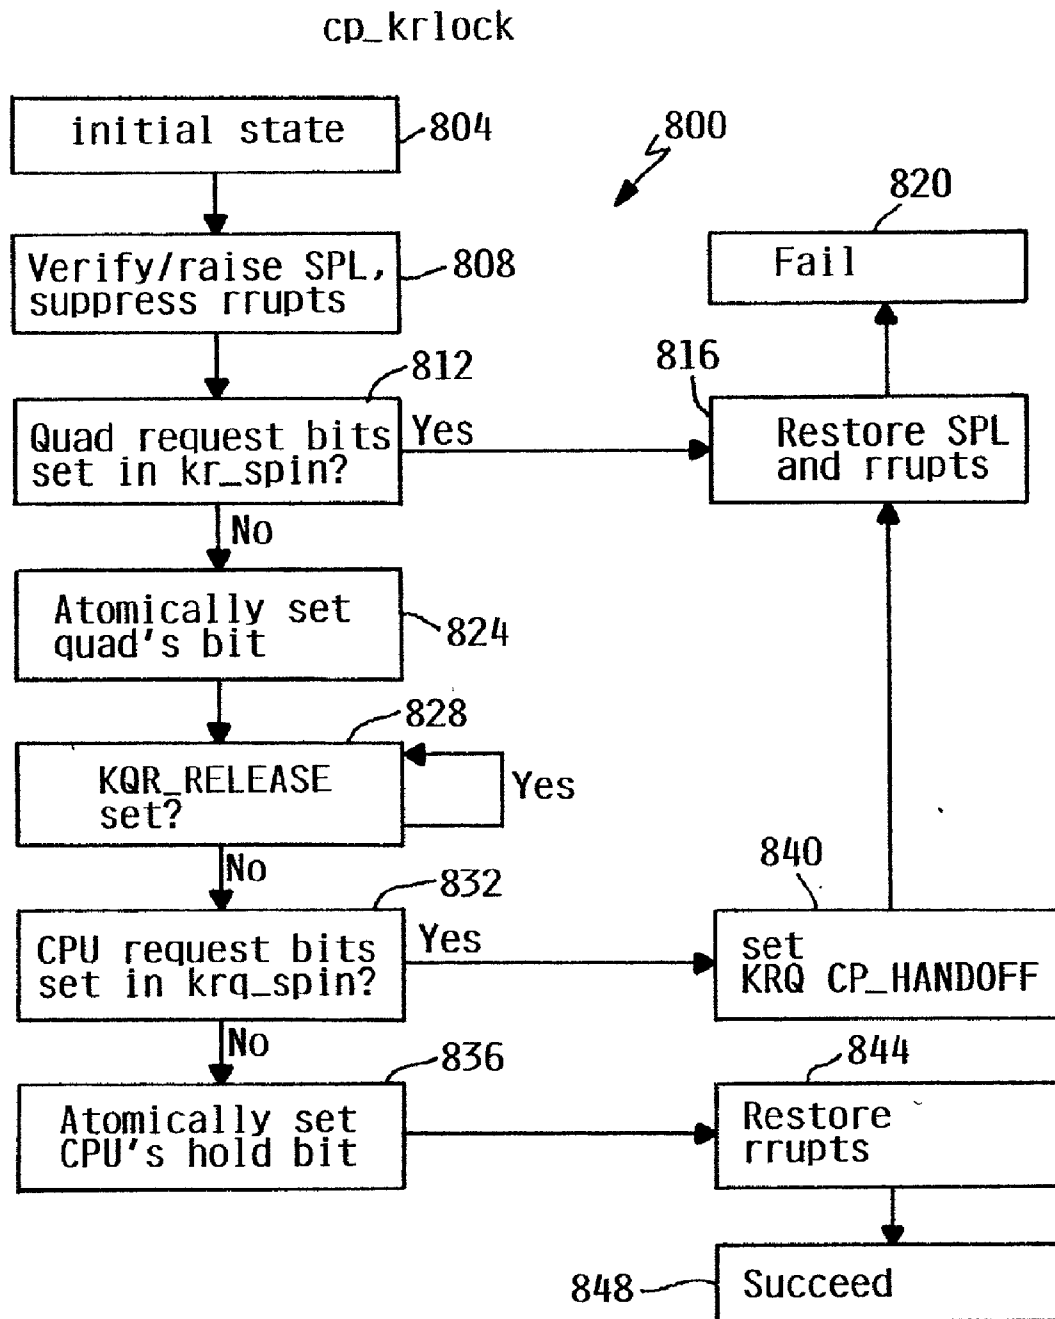 cp_krlock
initial state
804
800
820
Verify/raise SPL,
suppress rrupts
808
Fail
812
816
Quad request bits
set in kr_spin?
Yes
Restore SPL
and rrupts
No
Atomically set
quad's bit
824
828
KQR_RELEASE
set?
Yes
No
840
832
CPU request bits
set in krq_spin?
Yes
set
KRQ CP_HANDOFF
No
836
844
Atomically set
CPU's hold bit
Restore
rrupts
848
Succeed